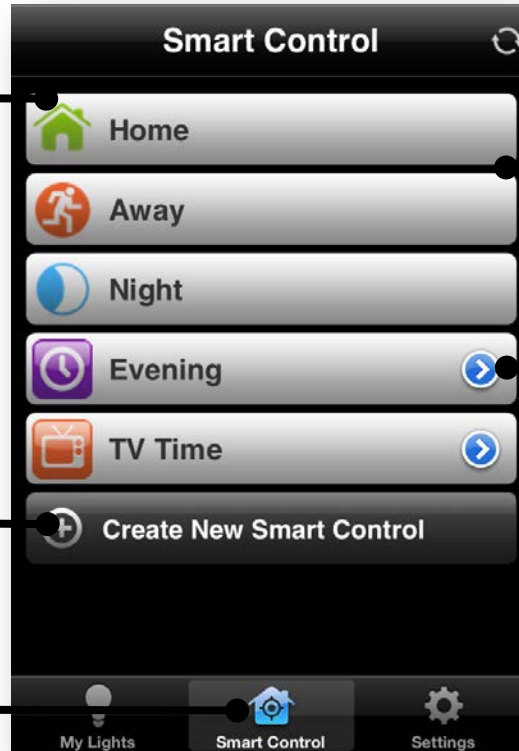 Smart Control
Home
Away
Night
Evening
TV Time
Create New Smart Control
My Lights
Smart Control
Settings